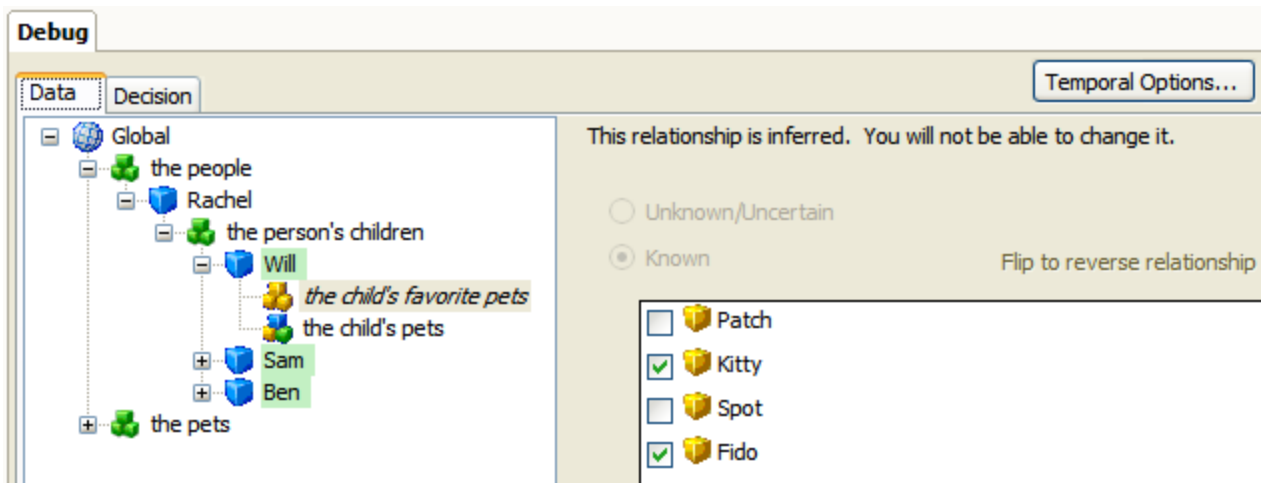 Debug
Data Decision
Temporal Options...
Global
the people
Rachel
the person's children
Will
the child's favorite pets
the child's pets
Sam
Ben
the pets
This relationship is inferred. You will not be able to change it.
Unknown/Uncertain
Known
Flip to reverse relationship
Patch
Kitty
Spot
Fido